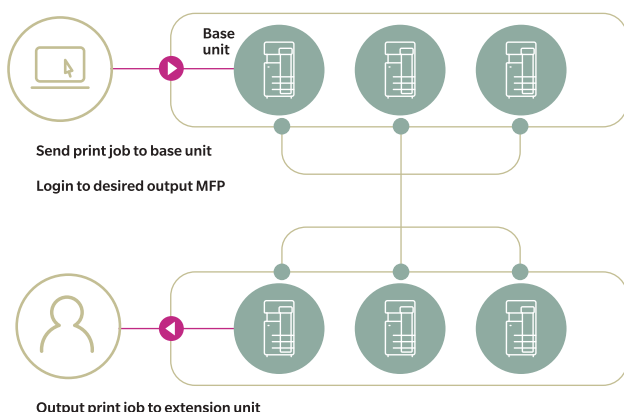 Base
unit
Send print job to base unit
Login to desired output MFP
Output print job to extension unit